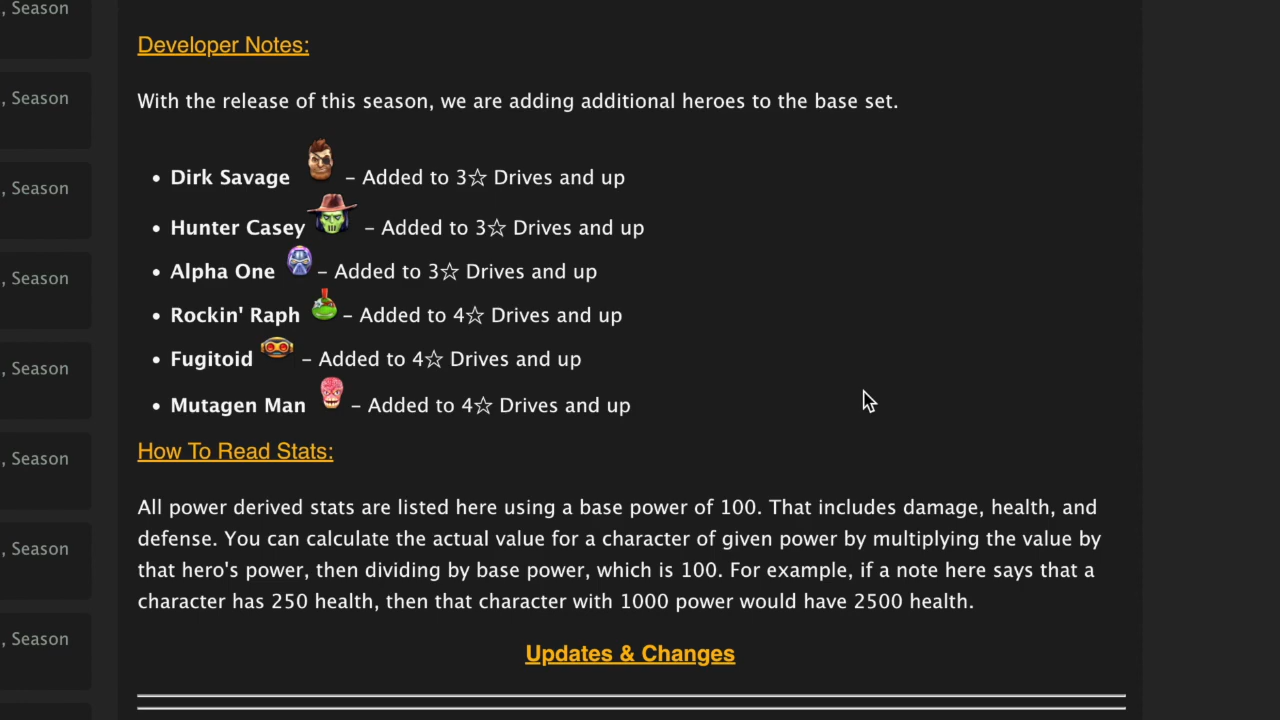 , Season
Developer Notes:
, Season
With the release of this season, we are adding additional heroes to the base set.
, Season
• Dirk Savage – Added to 3☆ Drives and up
• Hunter Casey – Added to 3☆ Drives and up
, Season
• Alpha One – Added to 3☆ Drives and up
• Rockin' Raph – Added to 4☆ Drives and up
, Season
• Fugitoid – Added to 4☆ Drives and up
• Mutagen Man – Added to 4☆ Drives and up
, Season
How To Read Stats:
All power derived stats are listed here using a base power of 100. That includes damage, health, and
, Season
defense. You can calculate the actual value for a character of given power by multiplying the value by
that hero's power, then dividing by base power, which is 100. For example, if a note here says that a
character has 250 health, then that character with 1000 power would have 2500 health.
, Season
Updates & Changes